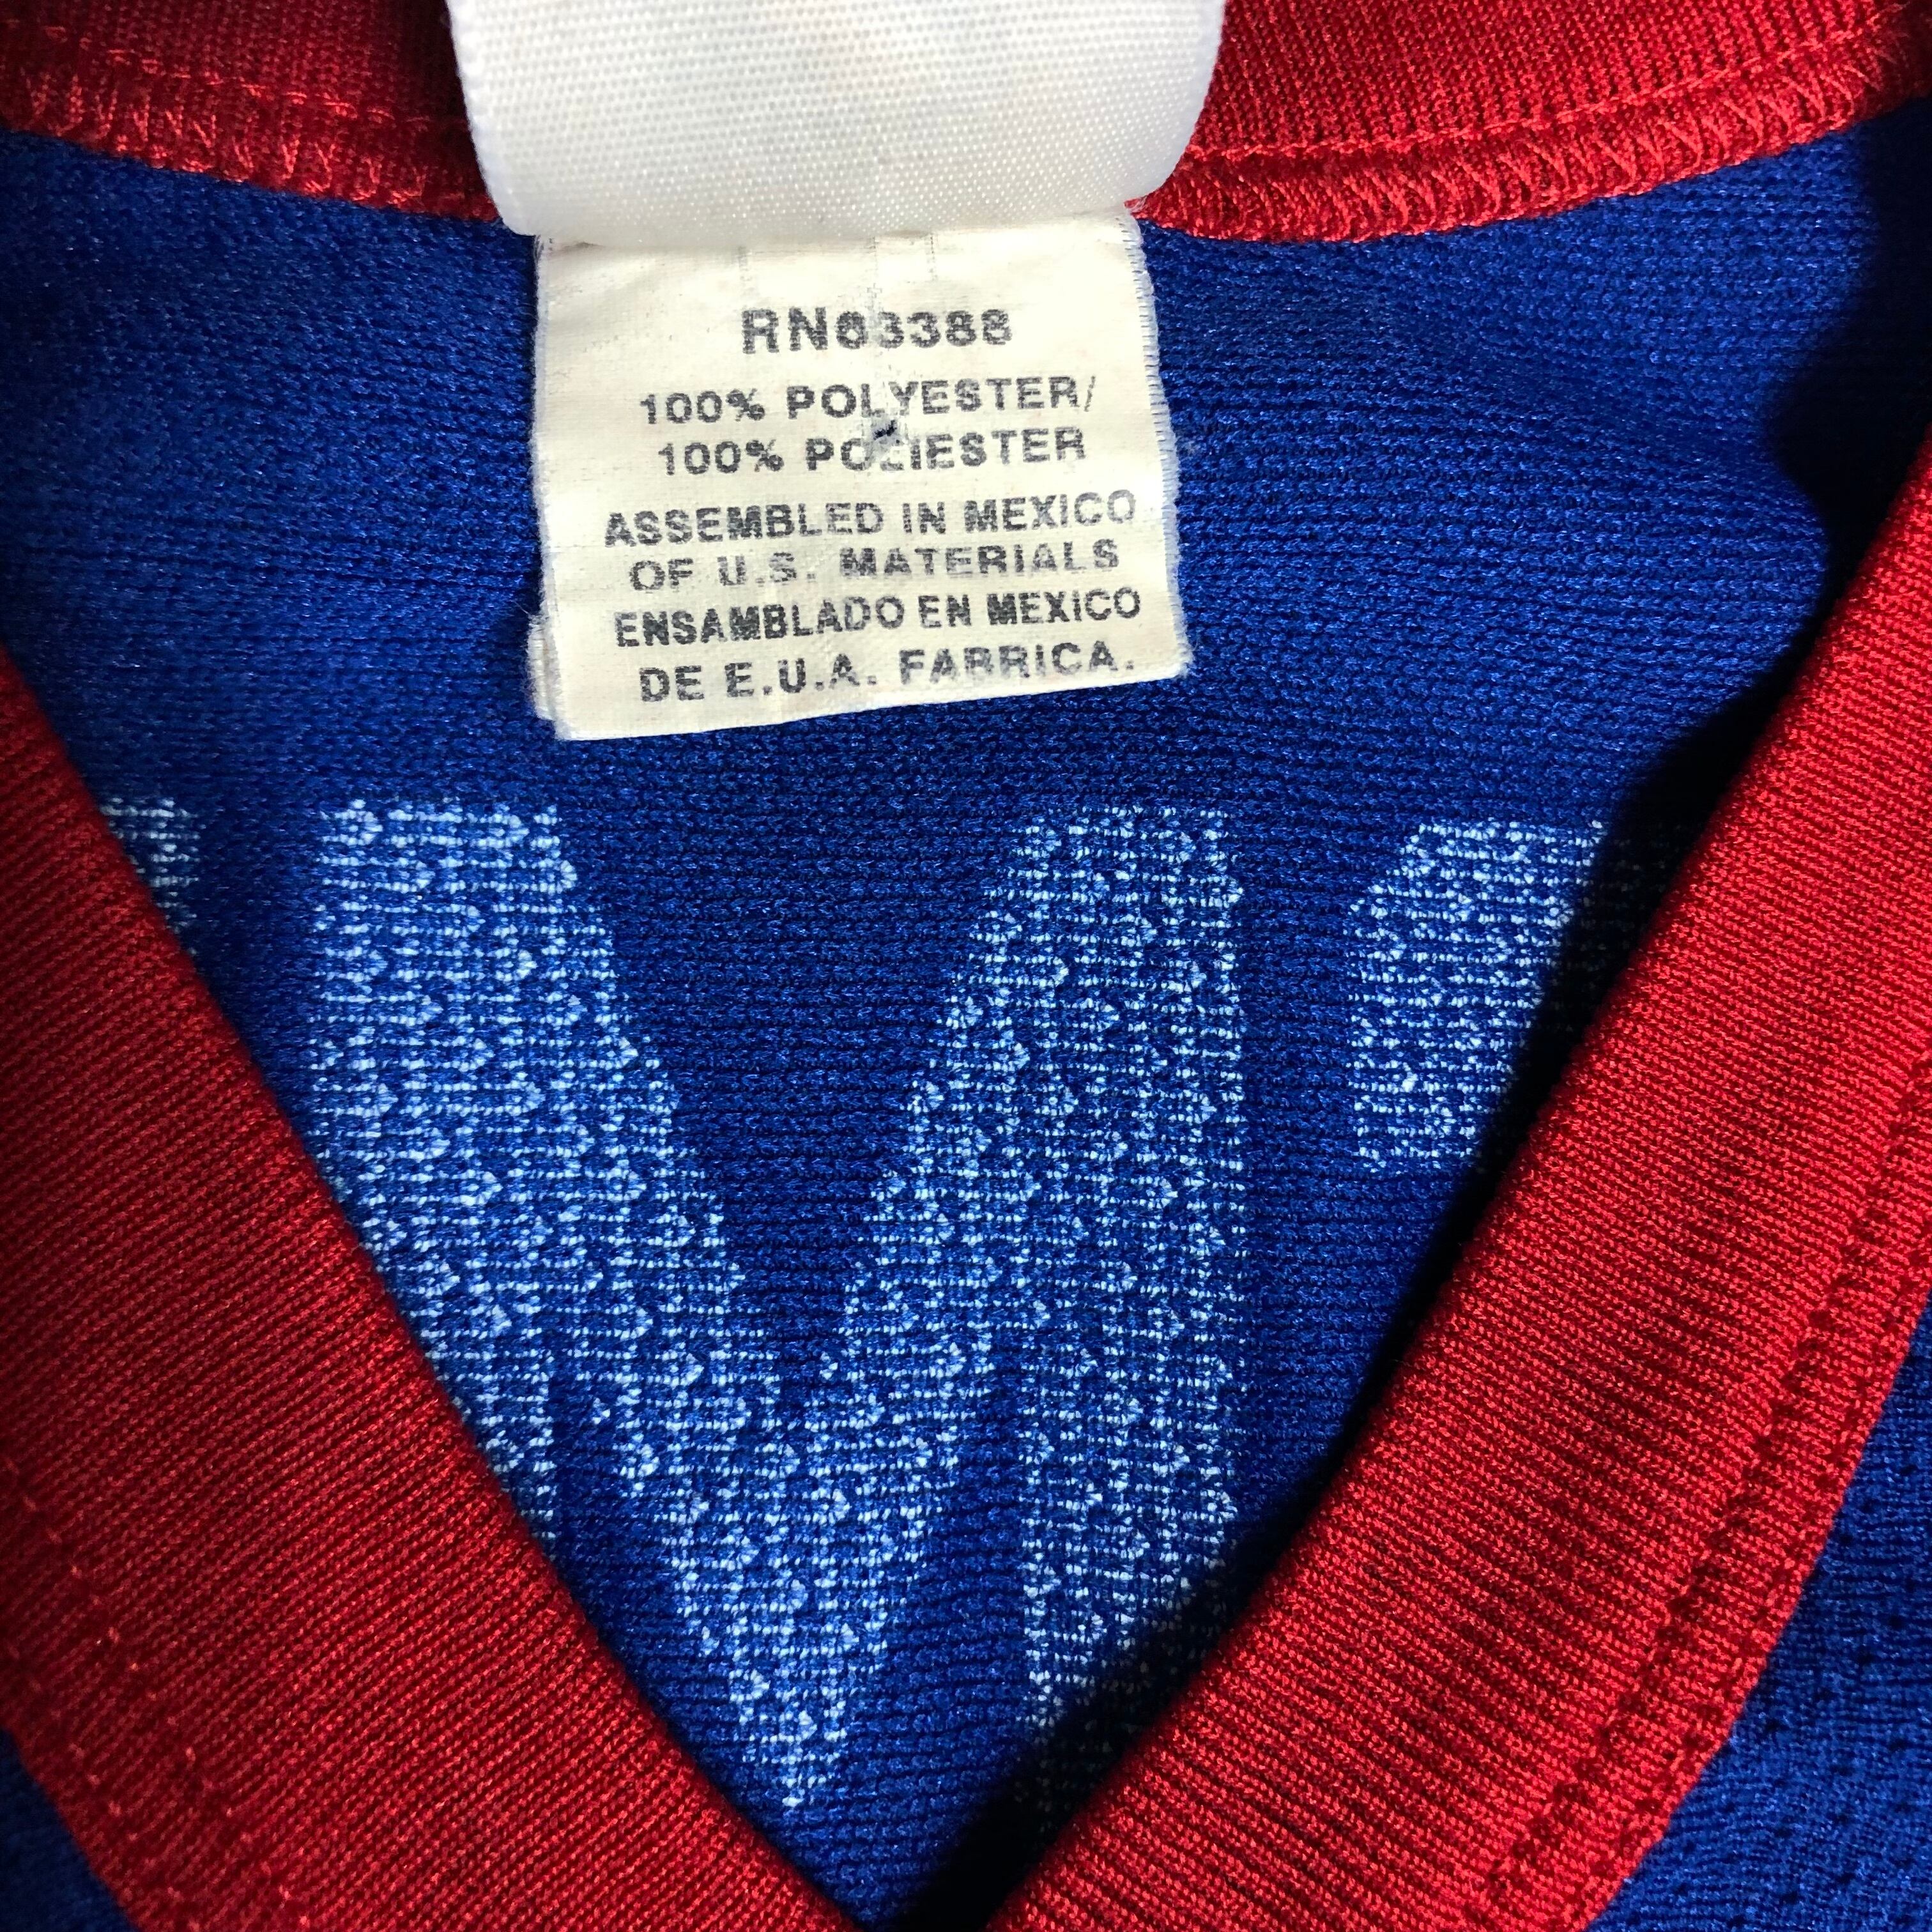 RN63388
100% POLYESTER/
100% POLIESTER
ASSEMBLED IN MEXICO
OF U.S. MATERIALS
ENSAMBLADO EN MEXICO
DE E.U.A. FABRICA.